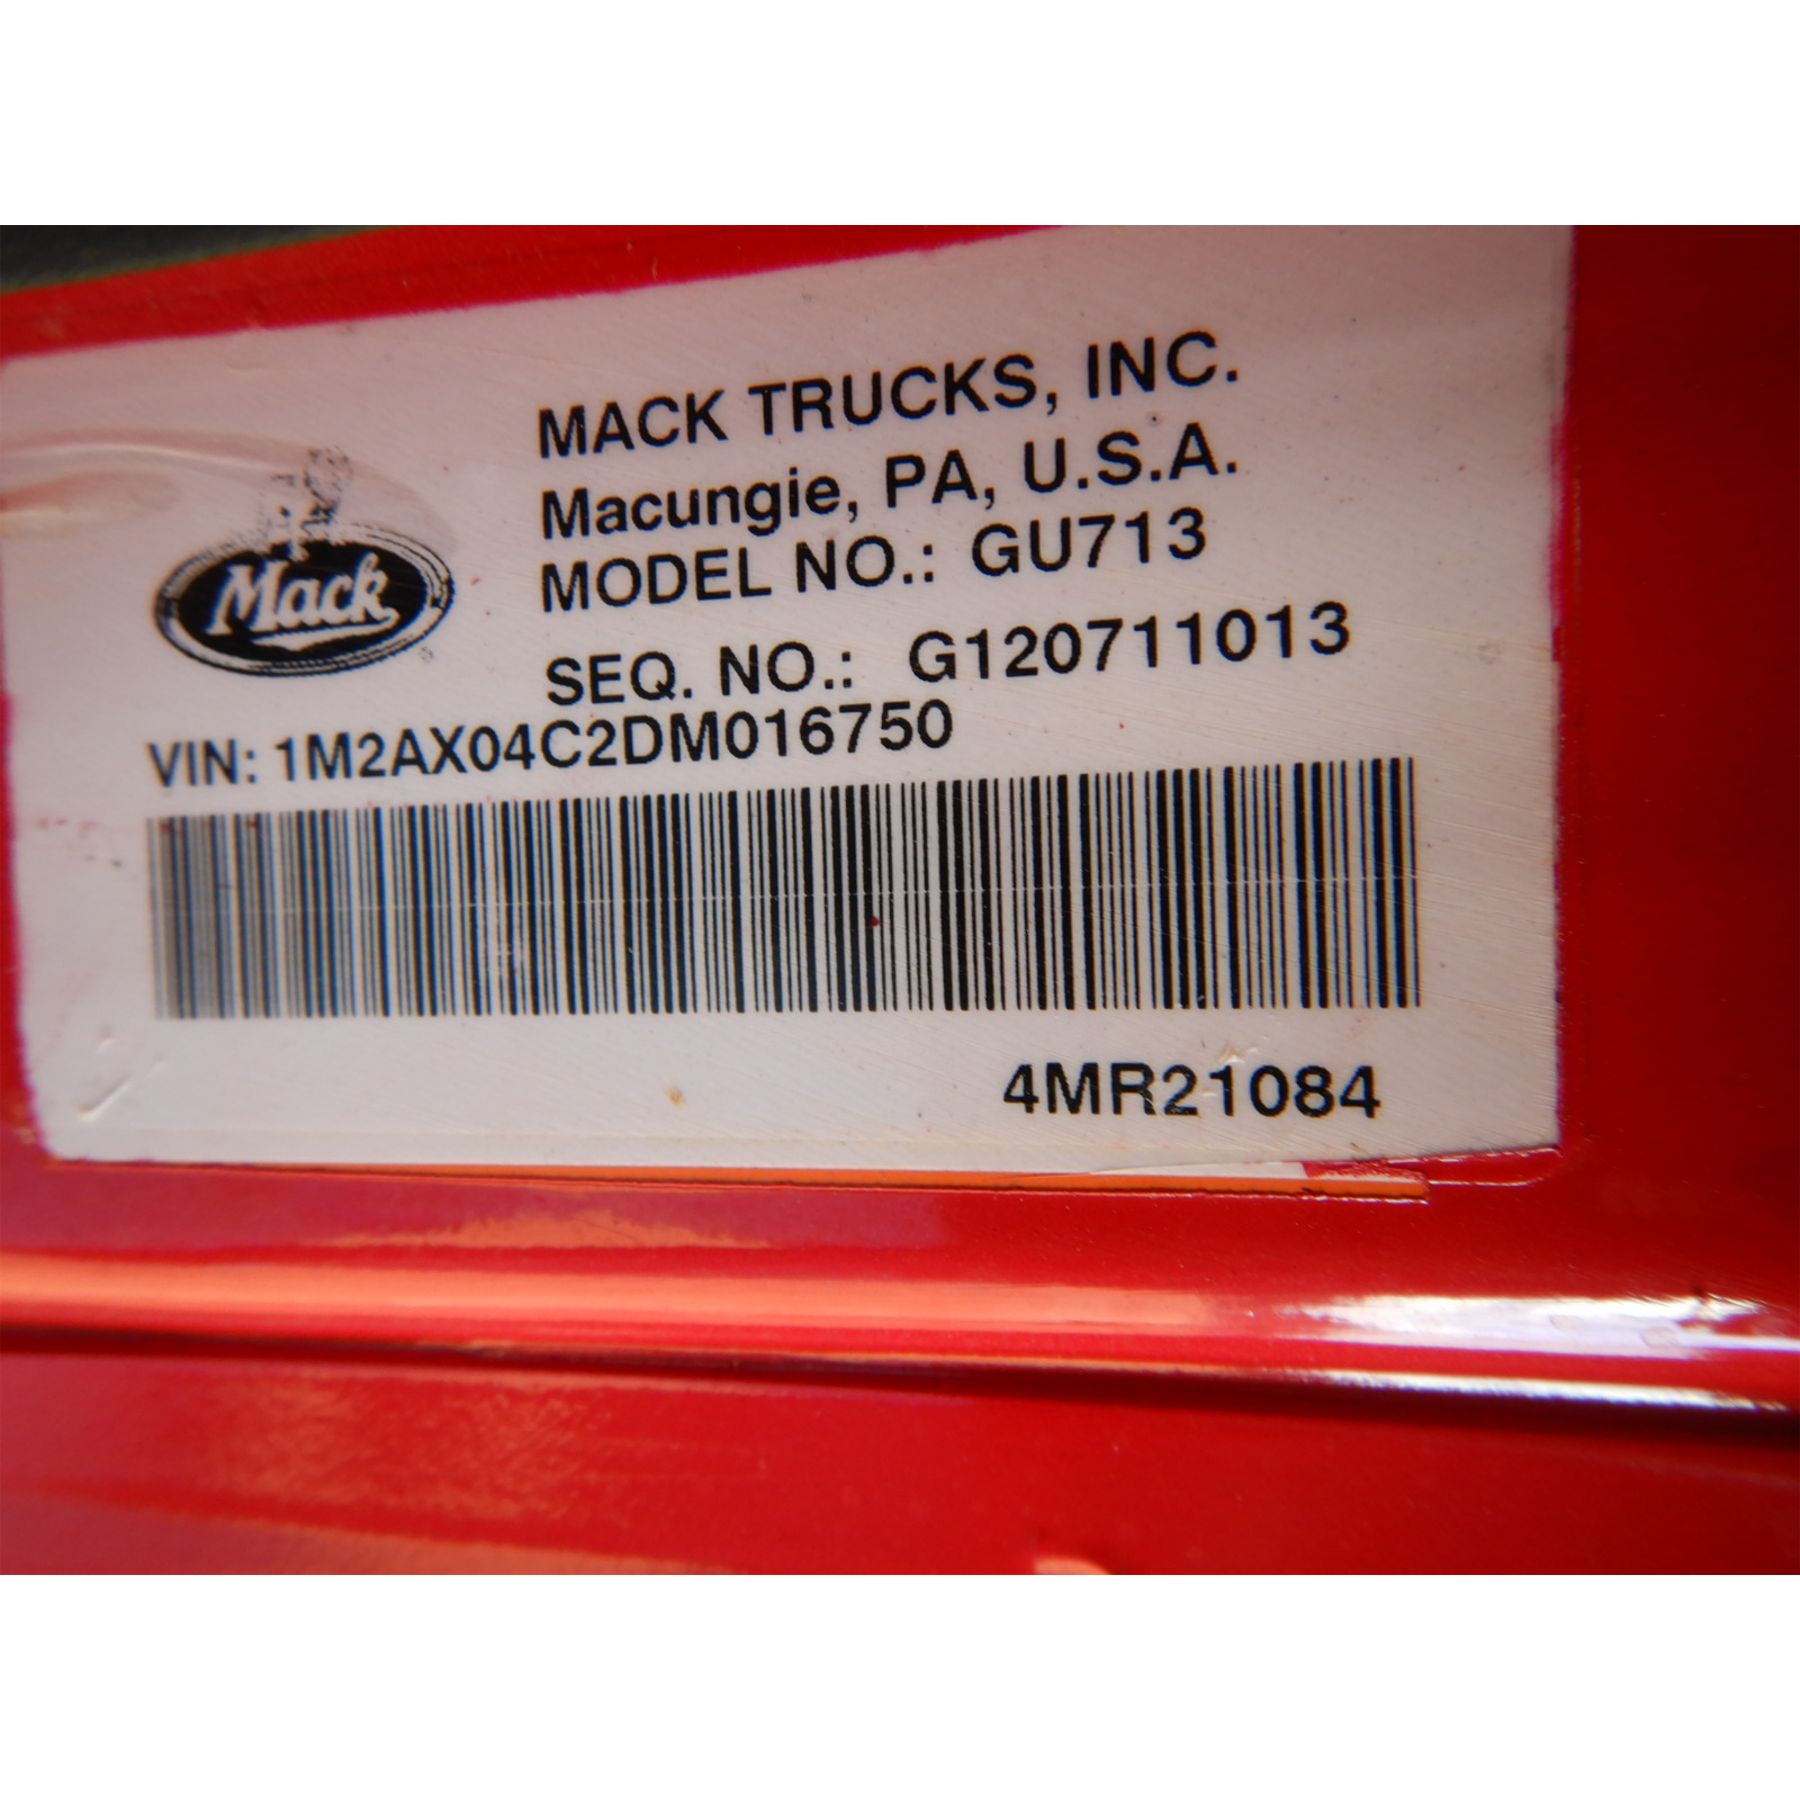 MACK TRUCKS, INC.
Macungie, PA, U.S.A.
MODEL NO.: GU713
Mack
SEQ. NO.: G120711013
VIN: 1M2AX04C2DM016750
4MR21084